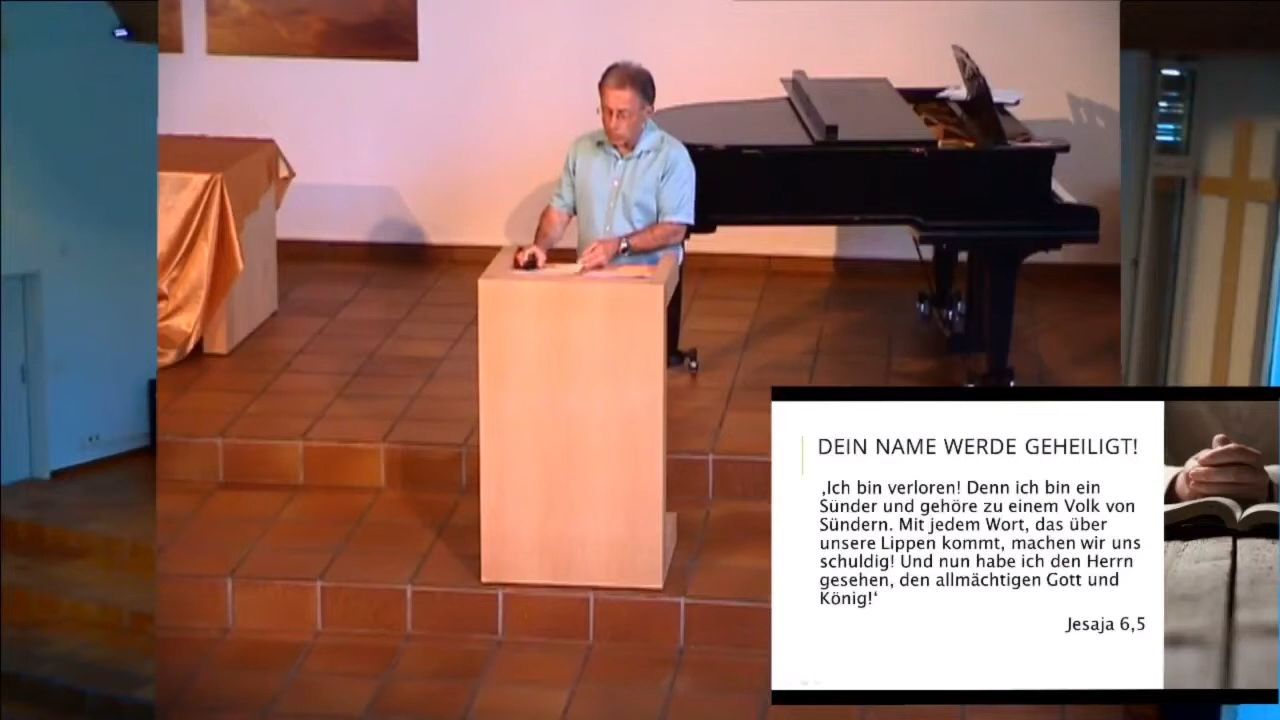 DEIN NAME WERDE GEHEILIGT!
‚Ich bin verloren! Denn ich bin ein
Sünder und gehöre zu einem Volk von
Sündern. Mit jedem Wort, das über
unsere Lippen kommt, machen wir uns
schuldig! Und nun habe ich den Herrn
gesehen, den allmächtigen Gott und
König!‘
Jesaja 6,5